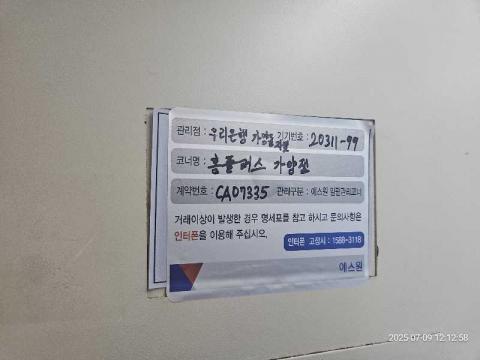 관리점 : 우리은행 가양동지점 기기번호 : 20311-99
코너명 : 홈플러스 가양점
계약번호 : CA07335 관리구분 : 에스원 일반관리코너
거래이상이 발생한 경우 명세표를 참고 하시고 문의사항은
인터폰을 이용해 주십시오.
인터폰 고장시 : 1588-3118
에스원
2025-07-09 12:12:58